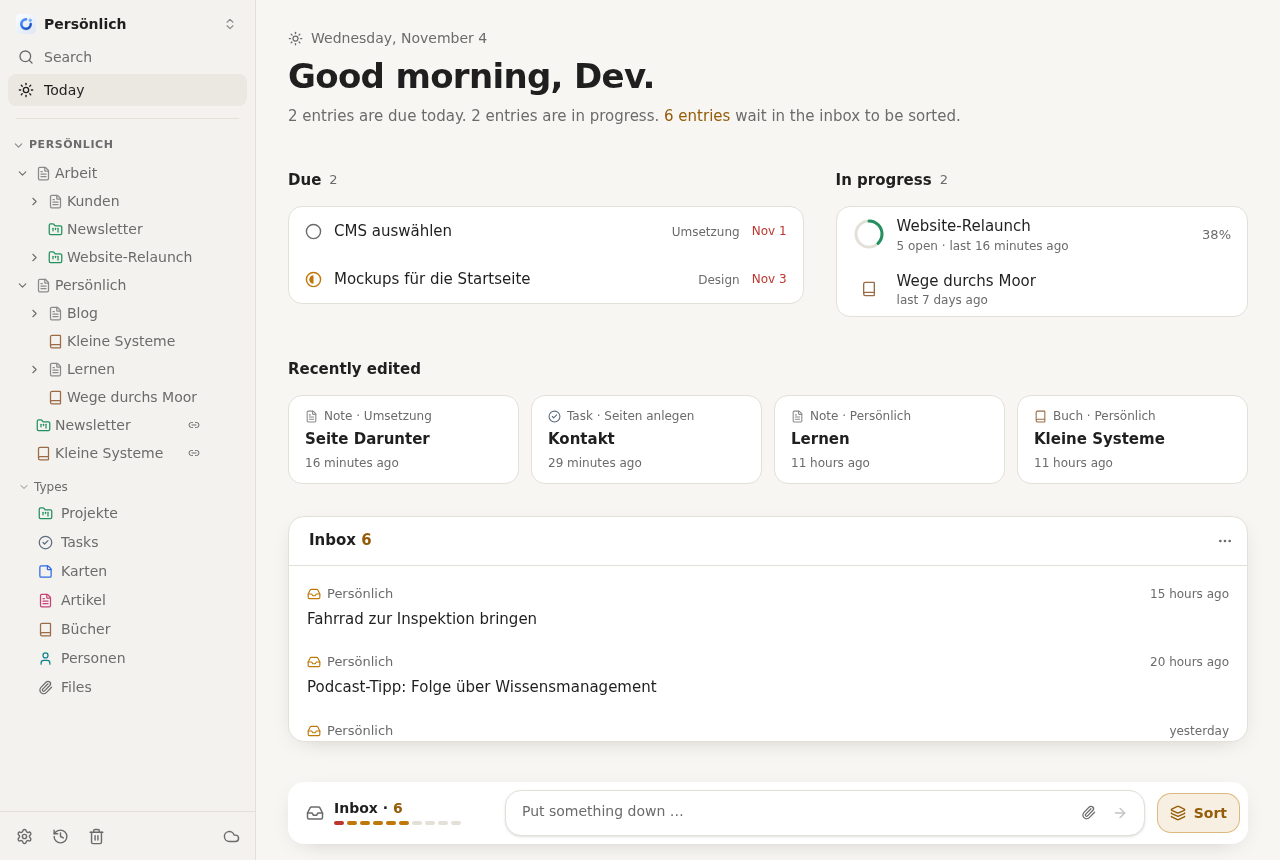 Persönlich
Search
Today
PERSÖNLICH
Arbeit
Kunden
Newsletter
Website-Relaunch
Persönlich
Blog
Kleine Systeme
Lernen
Wege durchs Moor
Newsletter
Kleine Systeme
Types
Projekte
Tasks
Karten
Artikel
Bücher
Personen
Files
Wednesday, November 4
Good morning, Dev.
2 entries are due today. 2 entries are in progress. 6 entries wait in the inbox to be sorted.
Due 2
CMS auswählen Umsetzung Nov 1
Mockups für die Startseite Design Nov 3
In progress 2
Website-Relaunch
5 open · last 16 minutes ago
38%
Wege durchs Moor
last 7 days ago
Recently edited
Note · Umsetzung
Seite Darunter
16 minutes ago
Task · Seiten anlegen
Kontakt
29 minutes ago
Note · Persönlich
Lernen
11 hours ago
Buch · Persönlich
Kleine Systeme
11 hours ago
Inbox 6
Persönlich 15 hours ago
Fahrrad zur Inspektion bringen
Persönlich 20 hours ago
Podcast-Tipp: Folge über Wissensmanagement
Persönlich yesterday
Inbox · 6
Put something down …
Sort